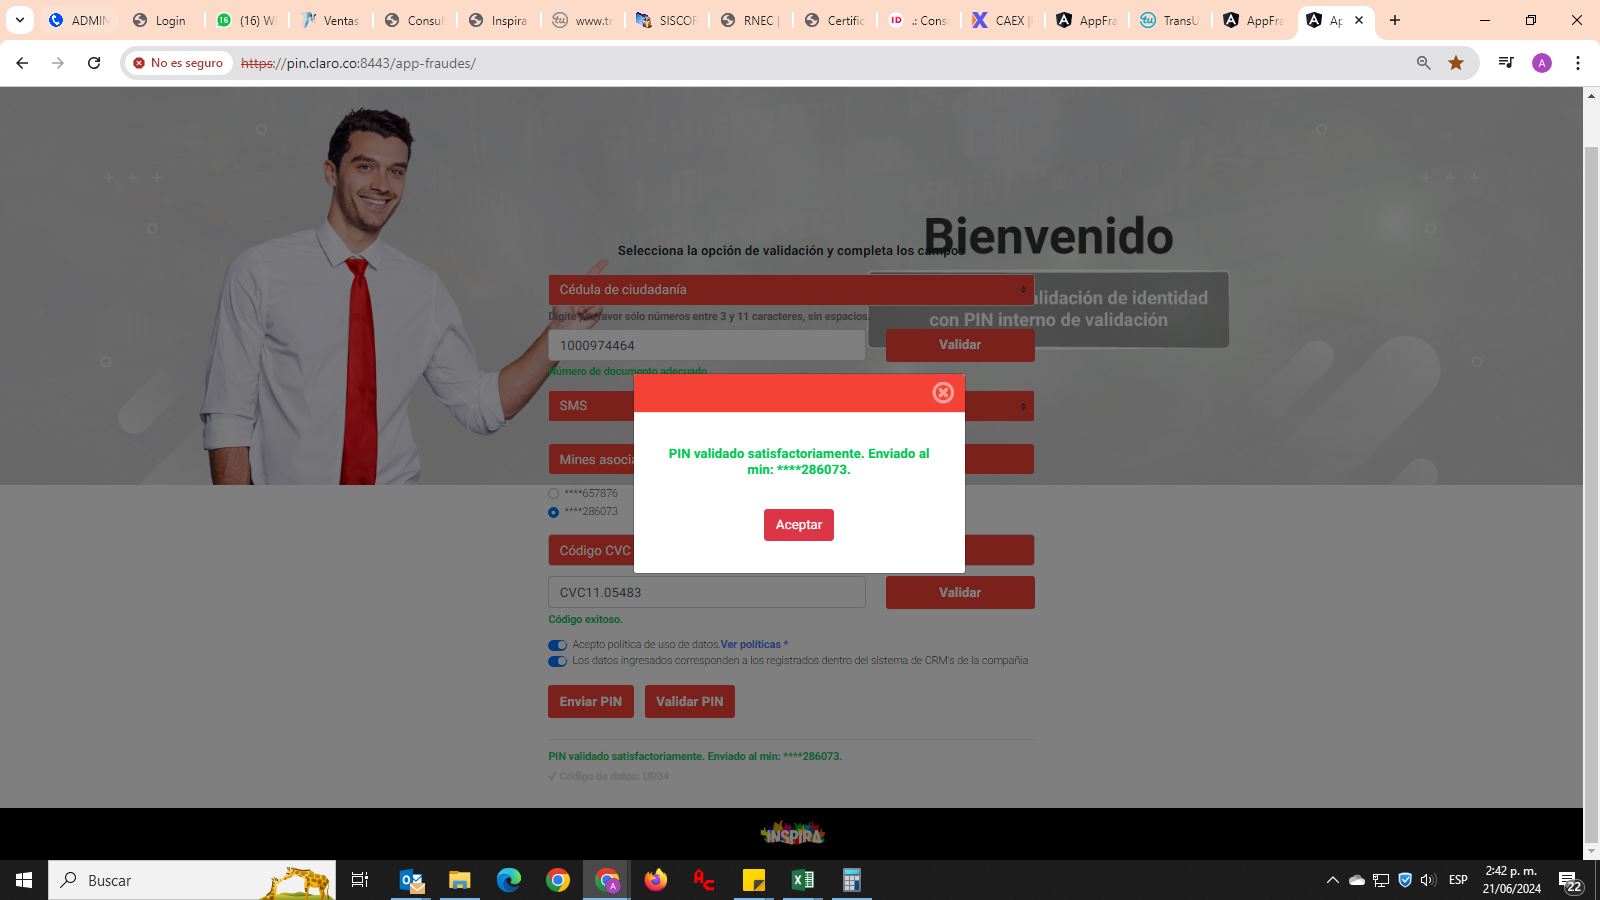 ADMIN
Login
(16) W
Ventas
Consul
Inspira
www.tr
SISCOF
RNEC |
Certific
.: Cons
CAEX |
AppFra
TransU
AppFra
Ap
No es seguro
https://pin.claro.co:8443/app-fraudes/
A
Bienvenido
Selecciona la opción de validación y completa los campos
Cédula de ciudadanía
lidación de identidad
con PIN interno de validación
Digite por favor sólo números entre 3 y 11 caracteres, sin espacios.
1000974464
Validar
Número de documento adecuado
SMS
PIN validado satisfactoriamente. Enviado al
min: ****286073.
Aceptar
Mines asocia
****657876
****286073
Código CVC
CVC11.05483
Validar
Código exitoso.
Acepto política de uso de datos.Ver políticas *
Los datos ingresados corresponden a los registrados dentro del sistema de CRM's de la compañia
Enviar PIN
Validar PIN
PIN validado satisfactoriamente. Enviado al min: ****286073.
✓ Código de datos: UR04
INSPIRA
Buscar
ESP
2:42 p. m.
21/06/2024
22